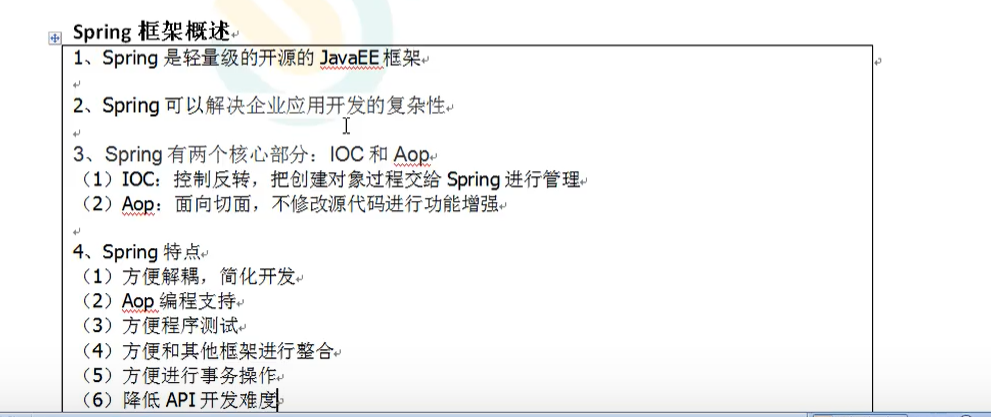 Spring 框架概述
1、Spring 是轻量级的开源的 JavaEE 框架
2、Spring 可以解决企业应用开发的复杂性
3、Spring 有两个核心部分：IOC 和 Aop
（1）IOC：控制反转，把创建对象过程交给 Spring 进行管理
（2）Aop：面向切面，不修改源代码进行功能增强
4、Spring 特点
（1）方便解耦，简化开发
（2）Aop 编程支持
（3）方便程序测试
（4）方便和其他框架进行整合
（5）方便进行事务操作
（6）降低 API 开发难度